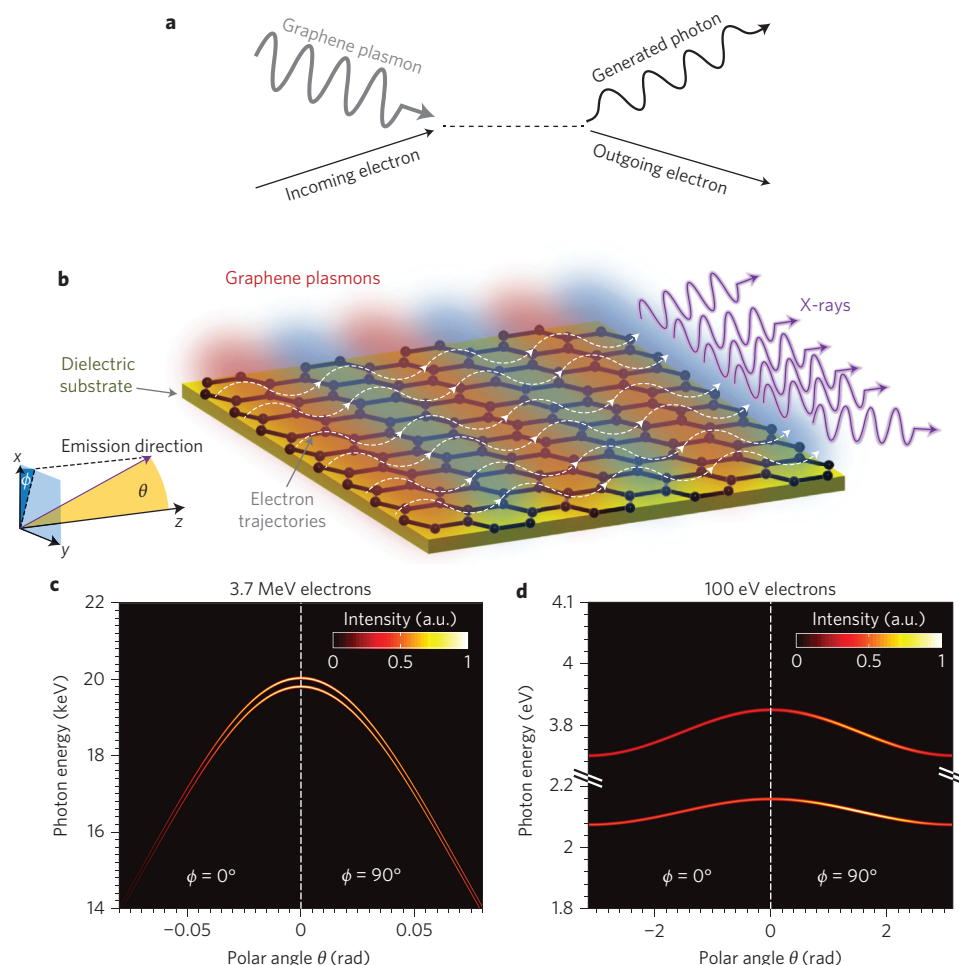 a
Graphene plasmon
Generated photon
Incoming electron
Outgoing electron
b
Graphene plasmons
X-rays
Dielectric
substrate
Emission direction
x
ϕ
θ
z
y
Electron
trajectories
c
3.7 MeV electrons
22
20
18
16
14
Photon energy (keV)
Intensity (a.u.)
0 0.5 1
ϕ = 0°
ϕ = 90°
−0.05 0 0.05
Polar angle θ (rad)
d
100 eV electrons
4.1
4
3.8
2.2
2
1.8
Photon energy (eV)
Intensity (a.u.)
0 0.5 1
ϕ = 0°
ϕ = 90°
−2 0 2
Polar angle θ (rad)